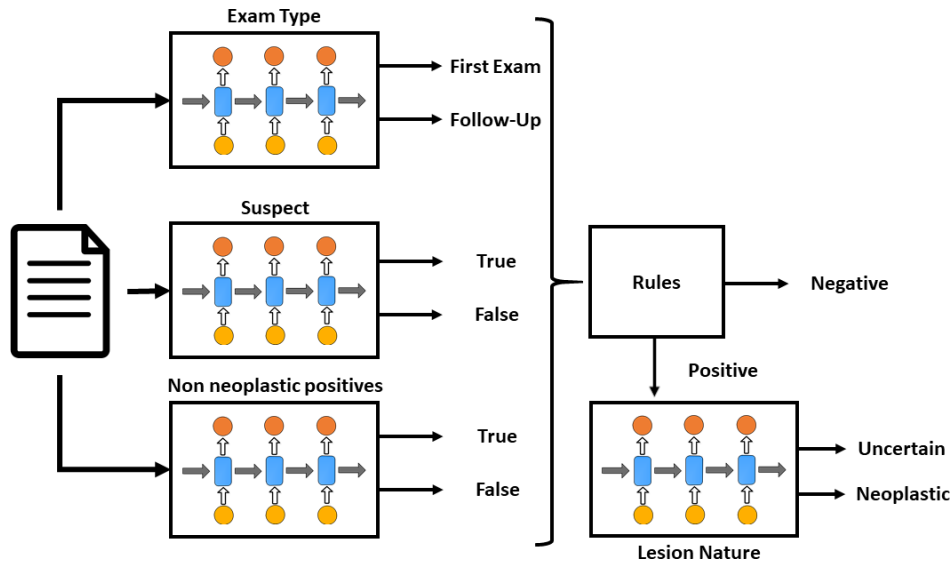 Exam Type
First Exam
Follow-Up
Suspect
True
False
Non neoplastic positives
True
False
Rules
Negative
Positive
Uncertain
Neoplastic
Lesion Nature